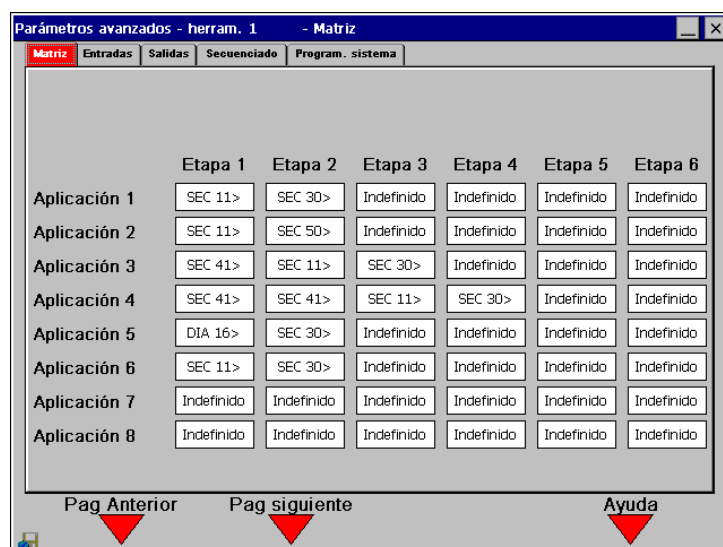 Parámetros avanzados - herram. 1 - Matriz
Matriz Entradas Salidas Secuenciado Program. sistema
Etapa 1 Etapa 2 Etapa 3 Etapa 4 Etapa 5 Etapa 6
Aplicación 1 SEC 11> SEC 30> Indefinido Indefinido Indefinido Indefinido
Aplicación 2 SEC 11> SEC 50> Indefinido Indefinido Indefinido Indefinido
Aplicación 3 SEC 41> SEC 11> SEC 30> Indefinido Indefinido Indefinido
Aplicación 4 SEC 41> SEC 41> SEC 11> SEC 30> Indefinido Indefinido
Aplicación 5 DIA 16> SEC 30> Indefinido Indefinido Indefinido Indefinido
Aplicación 6 SEC 11> SEC 30> Indefinido Indefinido Indefinido Indefinido
Aplicación 7 Indefinido Indefinido Indefinido Indefinido Indefinido Indefinido
Aplicación 8 Indefinido Indefinido Indefinido Indefinido Indefinido Indefinido
Pag Anterior Pag siguiente Ayuda